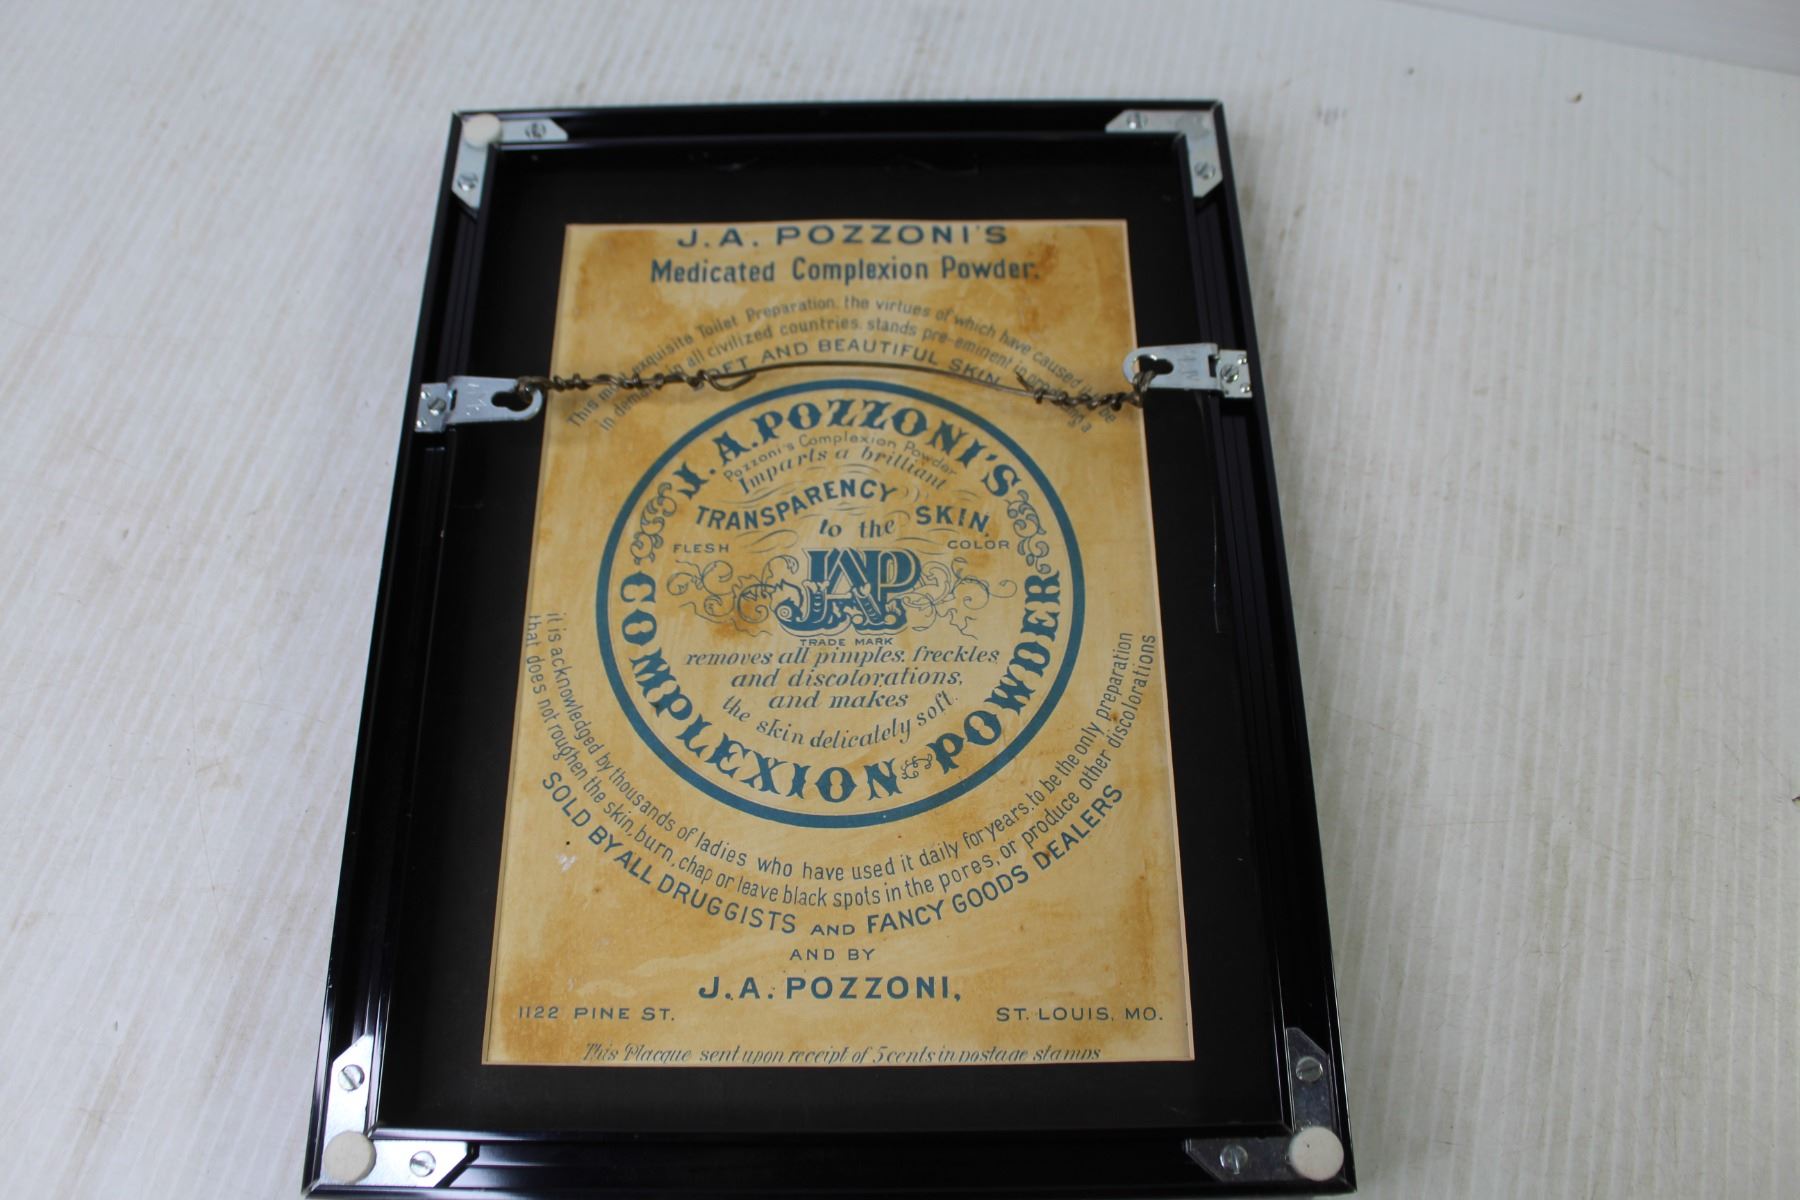 J.A. POZZONI'S
Medicated Complexion Powder.
This most exquisite Toilet Preparation, the virtues of which have caused it to be
in demand in all civilized countries, stands pre-eminent in producing a
SOFT AND BEAUTIFUL SKIN
J.A. POZZONI'S
Pozzoni's Complexion Powder
Imparts a brilliant
TRANSPARENCY
to the SKIN,
FLESH COLOR
JAP
TRADE MARK
removes all pimples, freckles
and discolorations,
and makes
the skin delicately soft.
COMPLEXION POWDER
it is acknowledged by thousands of ladies who have used it daily for years, to be the only preparation
that does not roughen the skin, burn, chap or leave black spots in the pores, or produce other discolorations
SOLD BY ALL DRUGGISTS AND FANCY GOODS DEALERS
AND BY
J.A. POZZONI,
1122 PINE ST. ST. LOUIS, MO.
This Placque sent upon receipt of 5 cents in postage stamps